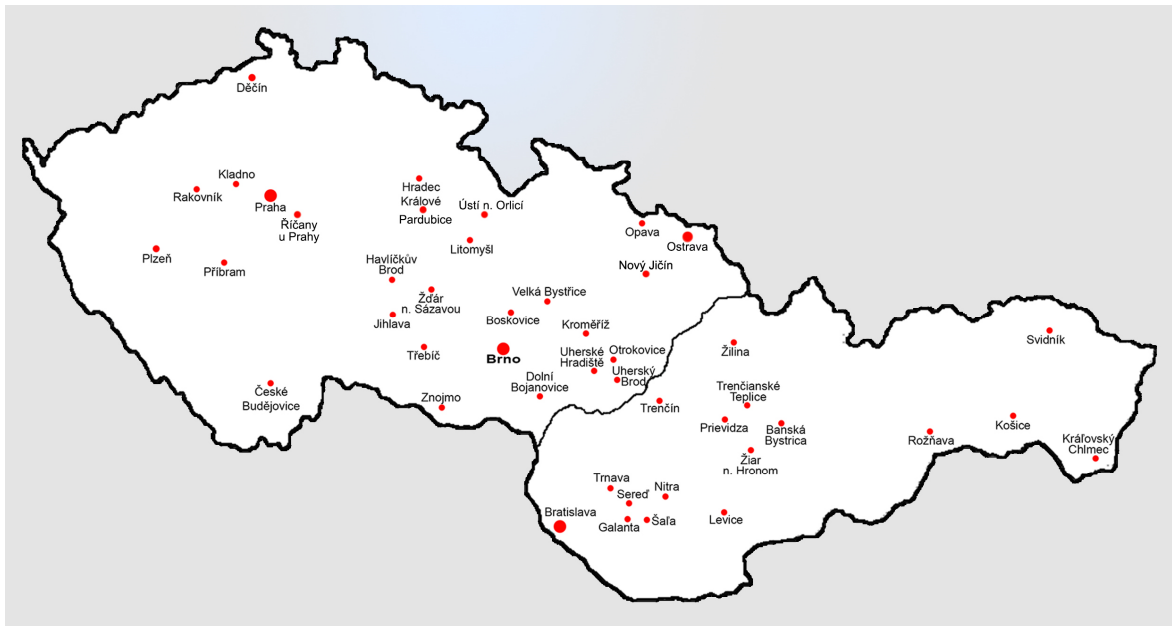 Děčín
Kladno
Rakovník
Praha
Říčany
u Prahy
Plzeň
Příbram
Hradec
Králové
Pardubice
Ústí n. Orlicí
Litomyšl
Opava
Ostrava
Nový Jičín
Havlíčkův
Brod
Žďár
n. Sázavou
Jihlava
Velká Bystřice
Boskovice
Kroměříž
Třebíč
Brno
Uherské
Hradiště
Otrokovice
Uherský
Brod
České
Budějovice
Znojmo
Dolní
Bojanovice
Žilina
Svidník
Trenčianské
Teplice
Trenčín
Prievidza
Banská
Bystrica
Rožňava
Košice
Kráľovský
Chlmec
Žiar
n. Hronom
Trnava
Sereď
Nitra
Bratislava
Galanta
Šaľa
Levice